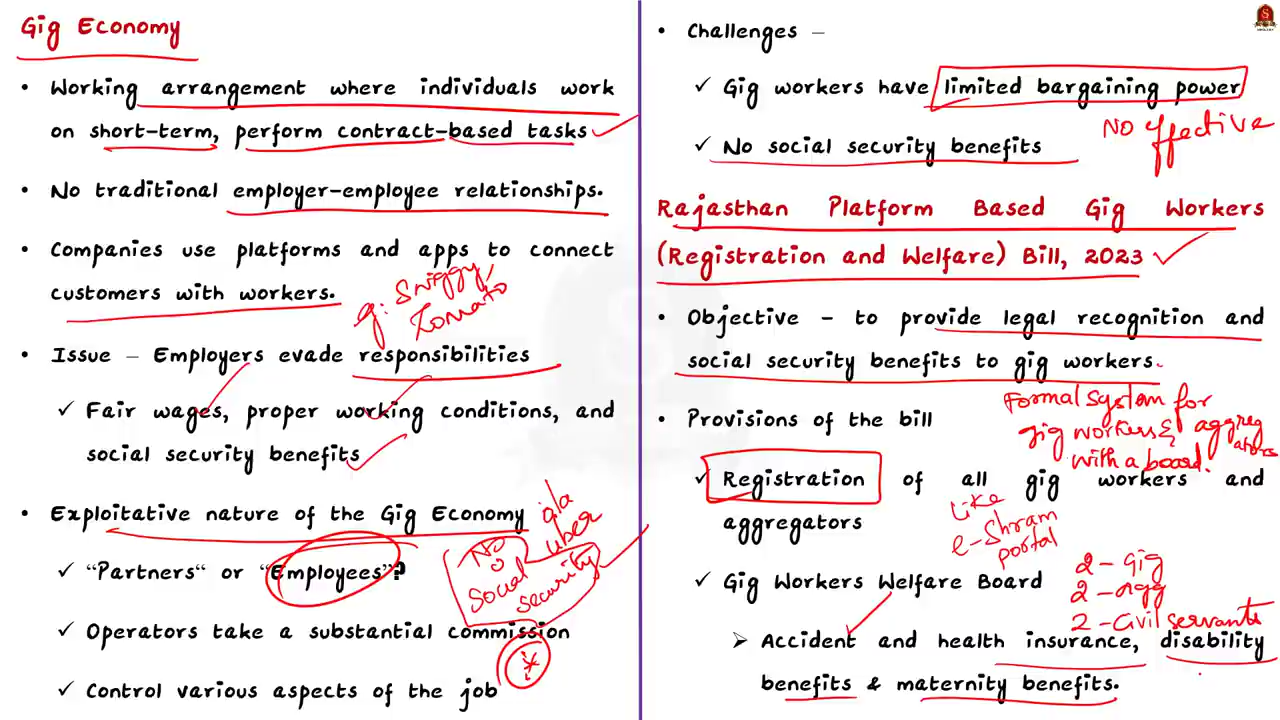 Gig Economy
• Working arrangement where individuals work
on short-term, perform contract-based tasks
• No traditional employer-employee relationships.
• Companies use platforms and apps to connect
customers with workers.
eg: Swiggy,
Zomato
• Issue – Employers evade responsibilities
✓ Fair wages, proper working conditions, and
social security benefits
• Exploitative nature of the Gig Economy
ola
uber
✓ “Partners“ or “Employees”?
No
social
security
✓ Operators take a substantial commission
✓ Control various aspects of the job
• Challenges –
✓ Gig workers have limited bargaining power
No effective
✓ No social security benefits
Rajasthan Platform Based Gig Workers
(Registration and Welfare) Bill, 2023
• Objective – to provide legal recognition and
social security benefits to gig workers.
• Provisions of the bill
Formal system for
gig workers & aggreg
ators
with a board.
✓ Registration of all gig workers and
aggregators
Like
e-Shram
portal
✓ Gig Workers Welfare Board
2 - Gig
2 - Agg
2 - Civil servants
➢ Accident and health insurance, disability
benefits & maternity benefits.